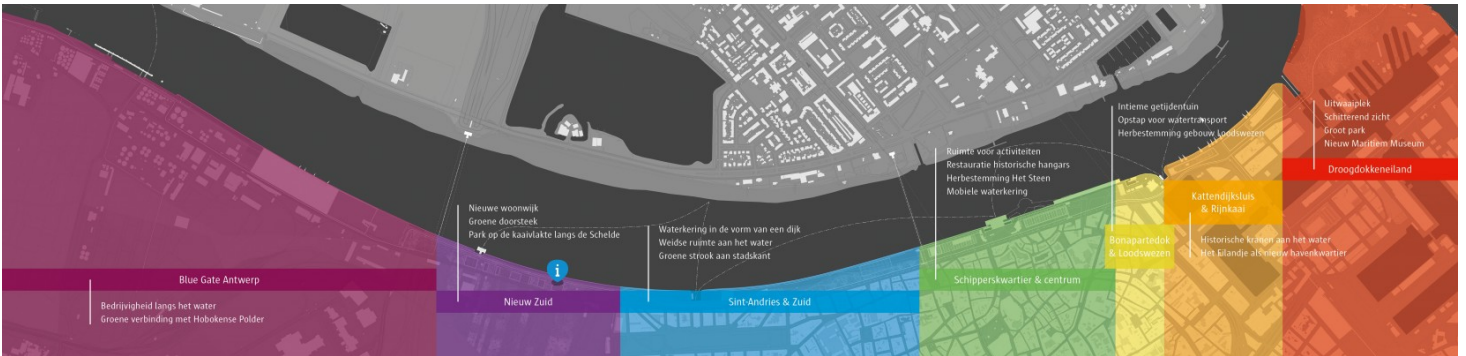 Blue Gate Antwerp
Bedrijvigheid langs het water
Groene verbinding met Hobokense Polder
Nieuwe woonwijk
Groene doorsteek
Park op de kaaivlakte langs de Schelde
i
Nieuw Zuid
Waterkering in de vorm van een dijk
Weidse ruimte aan het water
Groene strook aan stadskant
Sint-Andries & Zuid
Ruimte voor activiteiten
Restauratie historische hangars
Herbestemming Het Steen
Mobiele waterkering
Schipperskwartier & centrum
Intieme getijdentuin
Opstap voor watertransport
Herbestemming gebouw Loodswezen
Bonapartedok
& Loodswezen
Kattendijksluis
& Rijnkaai
Historische kranen aan het water
Het Eilandje als nieuw havenkwartier
Uitwaaiplek
Schitterend zicht
Groot park
Nieuw Maritiem Museum
Droogdokkeneiland